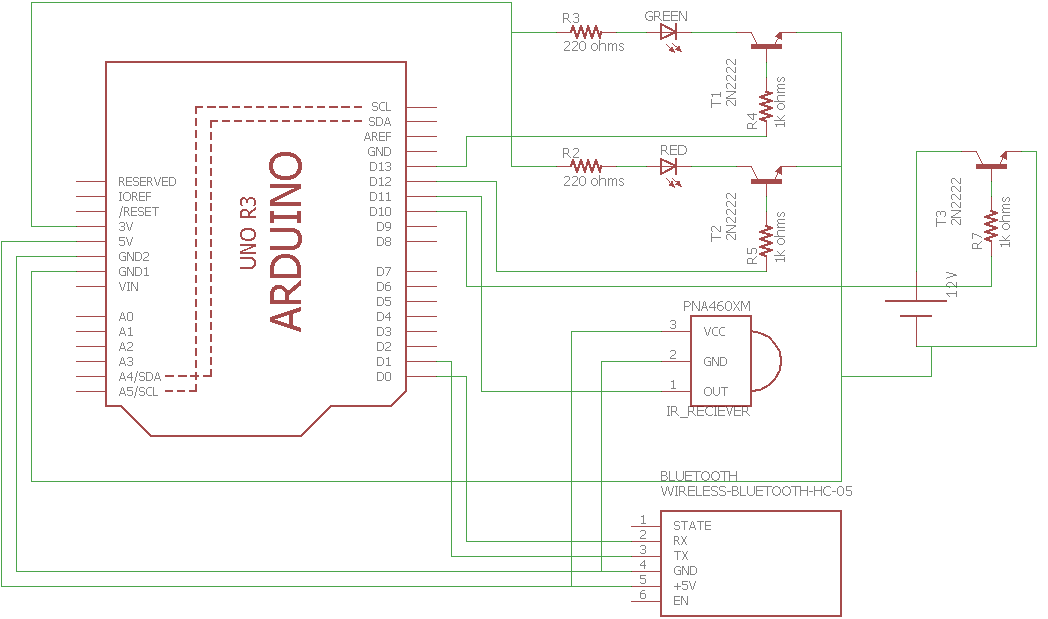 R3
220 ohms
GREEN
T1
2N2222
R4
1k ohms
R2
220 ohms
RED
T2
2N2222
R5
1k ohms
T3
2N2222
R7
1k ohms
12V
UNO R3
ARDUINO
RESERVED
IOREF
/RESET
3V
5V
GND2
GND1
VIN
A0
A1
A2
A3
A4/SDA
A5/SCL
SCL
SDA
AREF
GND
D13
D12
D11
D10
D9
D8
D7
D6
D5
D4
D3
D2
D1
D0
PNA460XM
3 VCC
2 GND
1 OUT
IR_RECIEVER
BLUETOOTH
WIRELESS-BLUETOOTH-HC-05
1 STATE
2 RX
3 TX
4 GND
5 +5V
6 EN